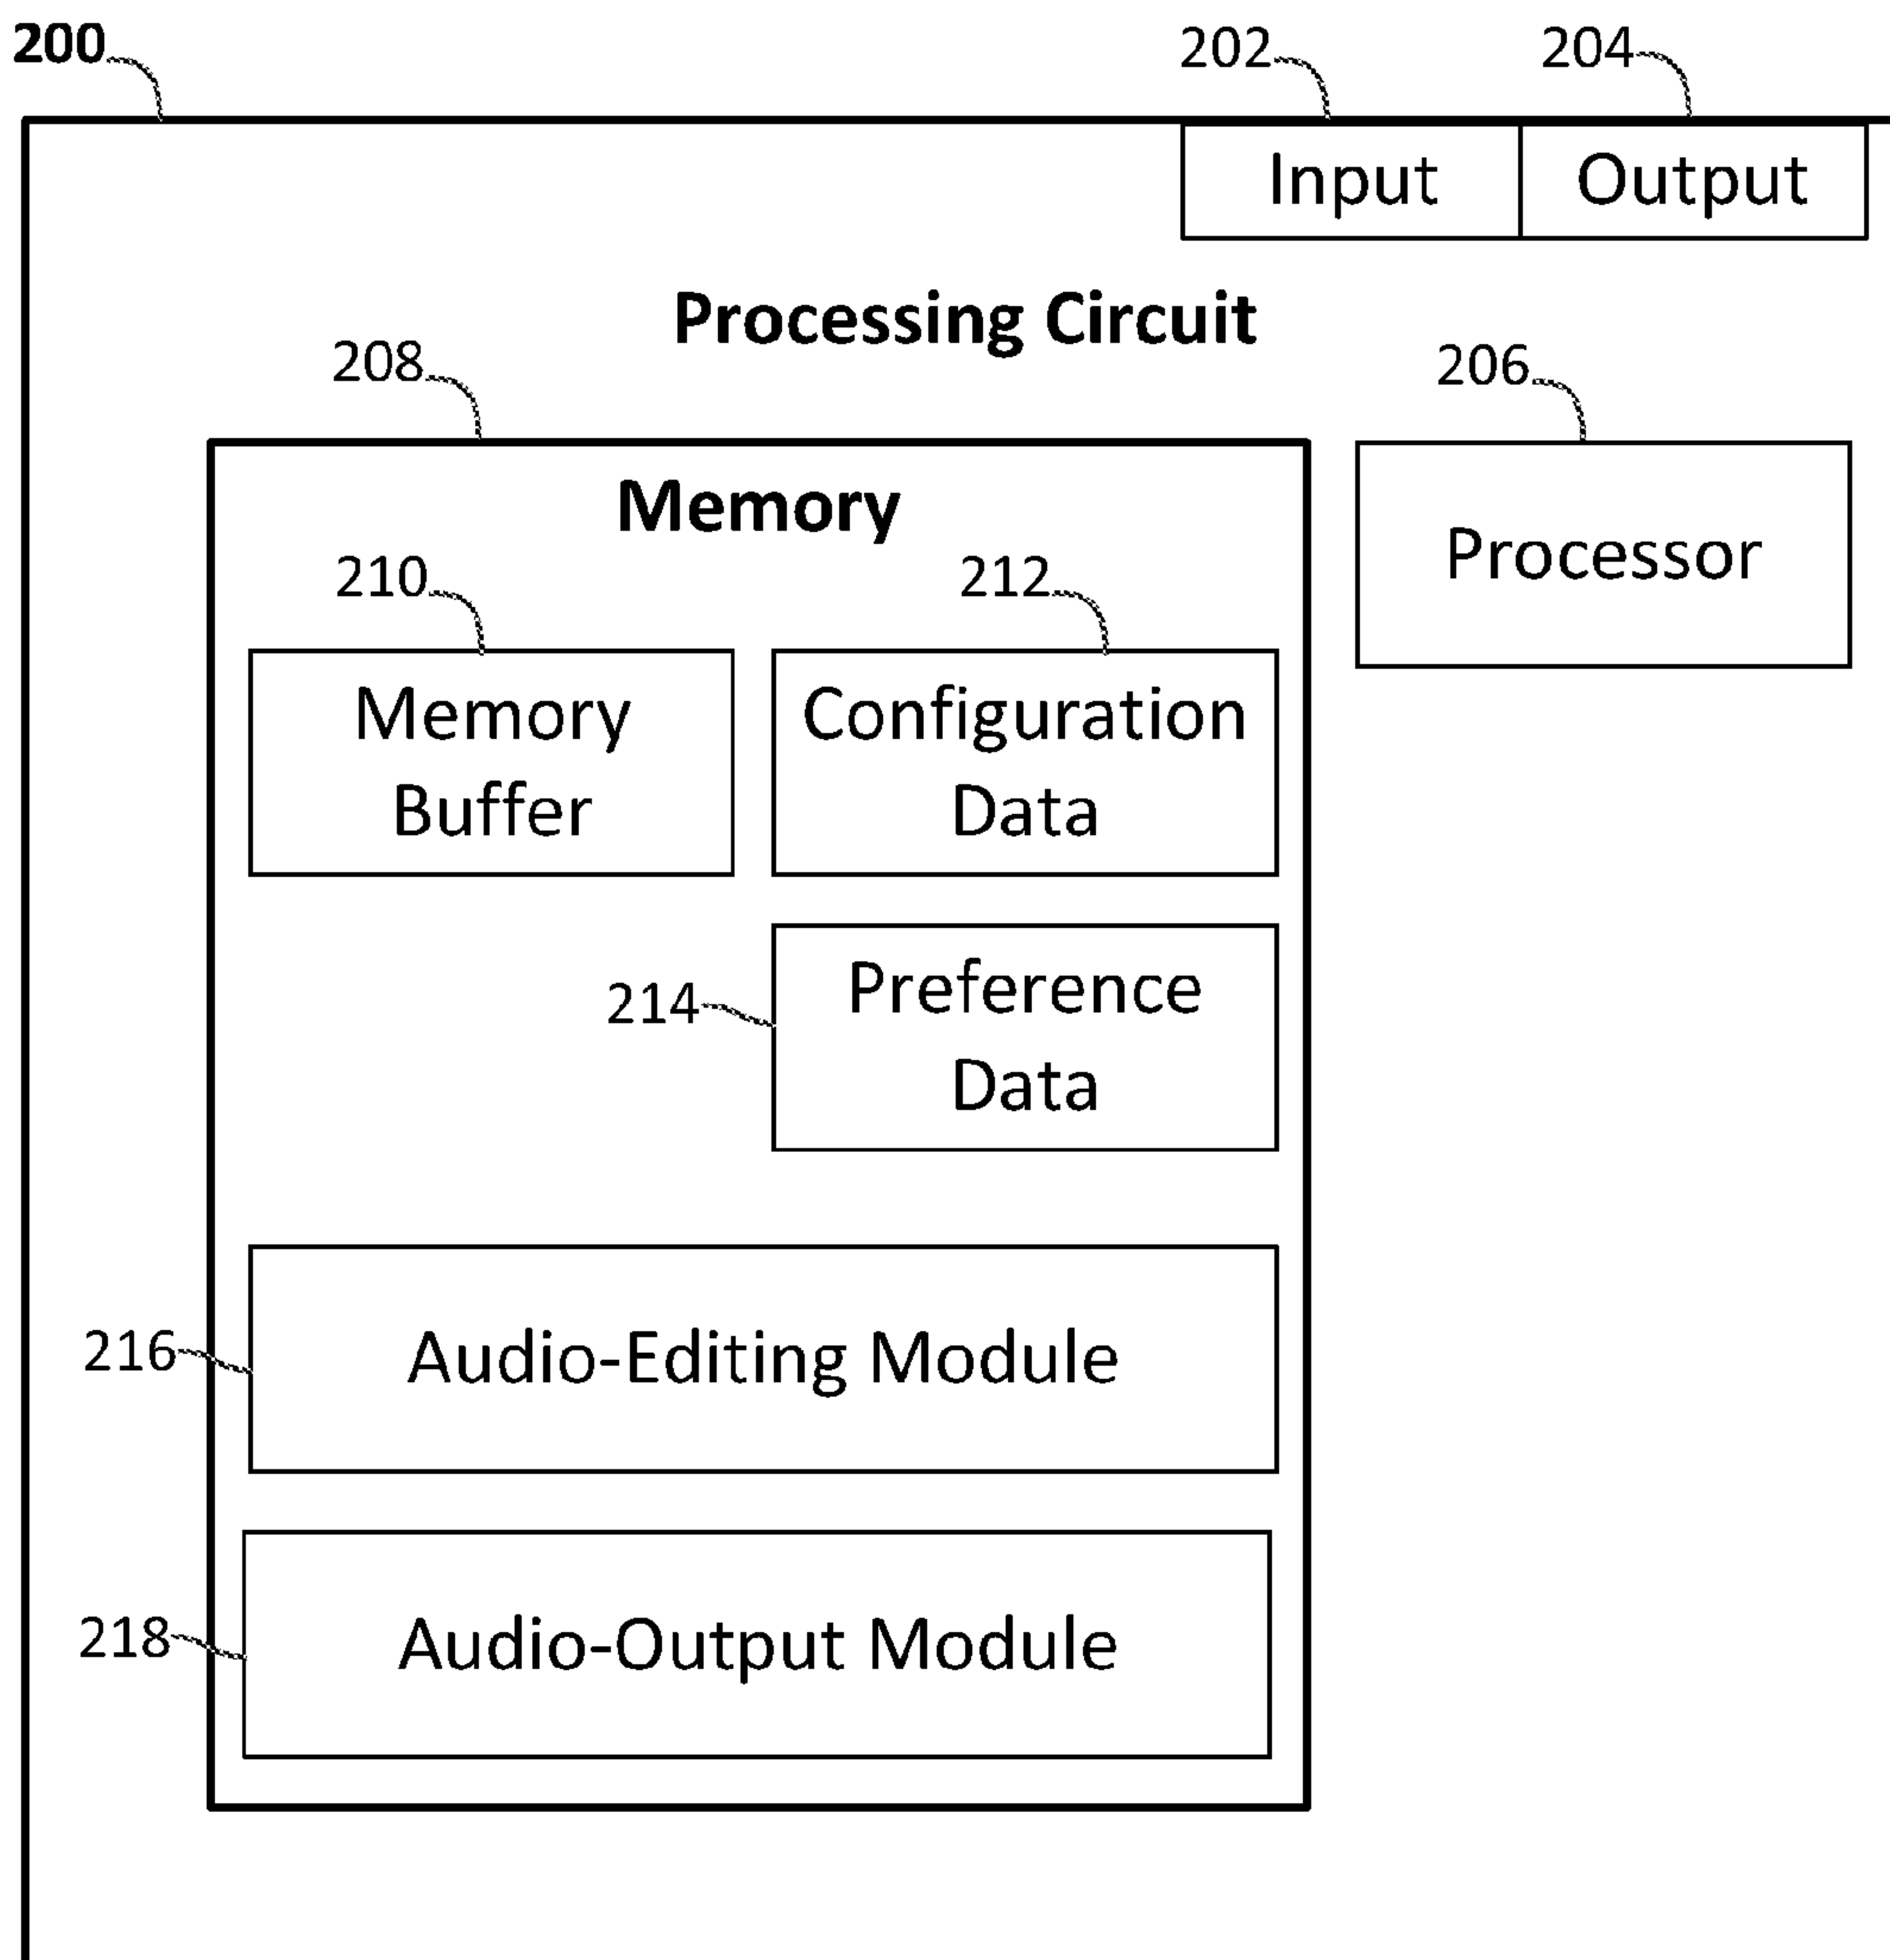 200
202
204
Input
Output
Processing Circuit
208
206
Memory
Processor
210
212
Memory
Buffer
Configuration
Data
214
Preference
Data
216
Audio-Editing Module
218
Audio-Output Module